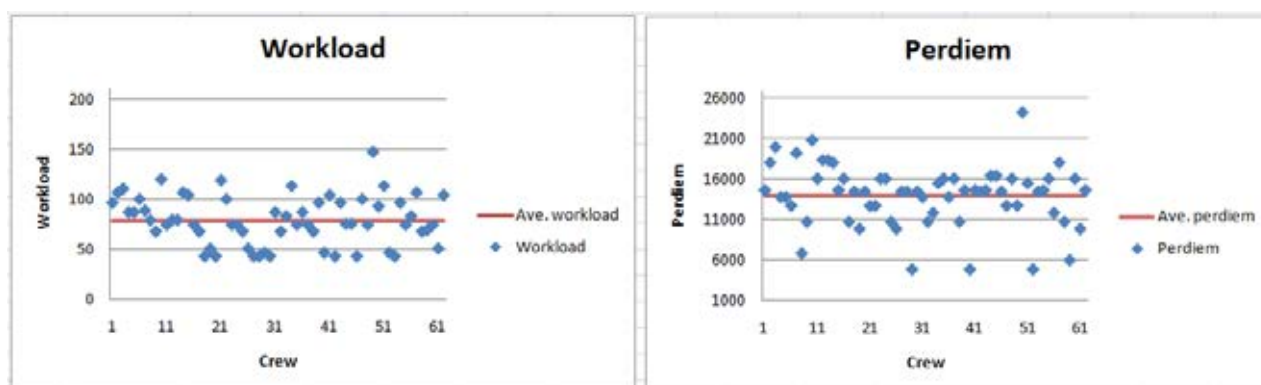 Workload
200
150
100
50
0
Workload
1 11 21 31 41 51 61
Crew
Ave. workload
Workload
Perdiem
26000
21000
16000
11000
6000
1000
Perdiem
1 11 21 31 41 51 61
Crew
Ave. perdiem
Perdiem